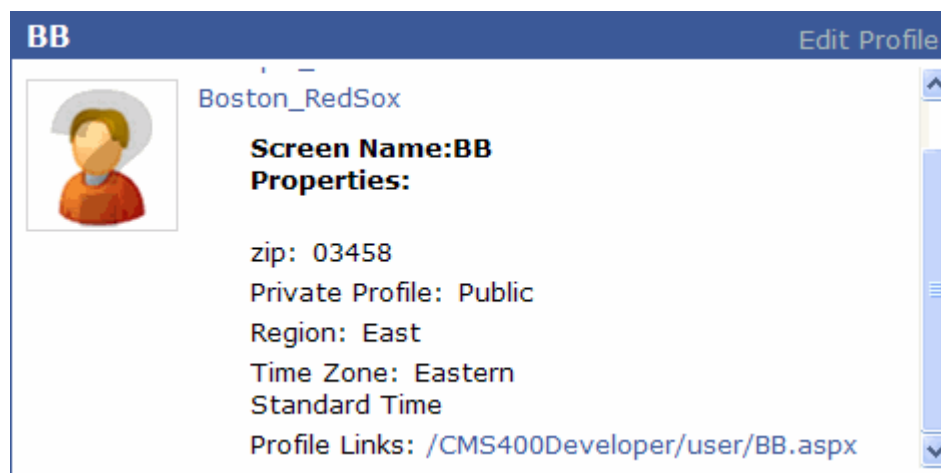 BB
Edit Profile
Boston_RedSox
Screen Name:BB
Properties:
zip: 03458
Private Profile: Public
Region: East
Time Zone: Eastern
Standard Time
Profile Links: /CMS400Developer/user/BB.aspx